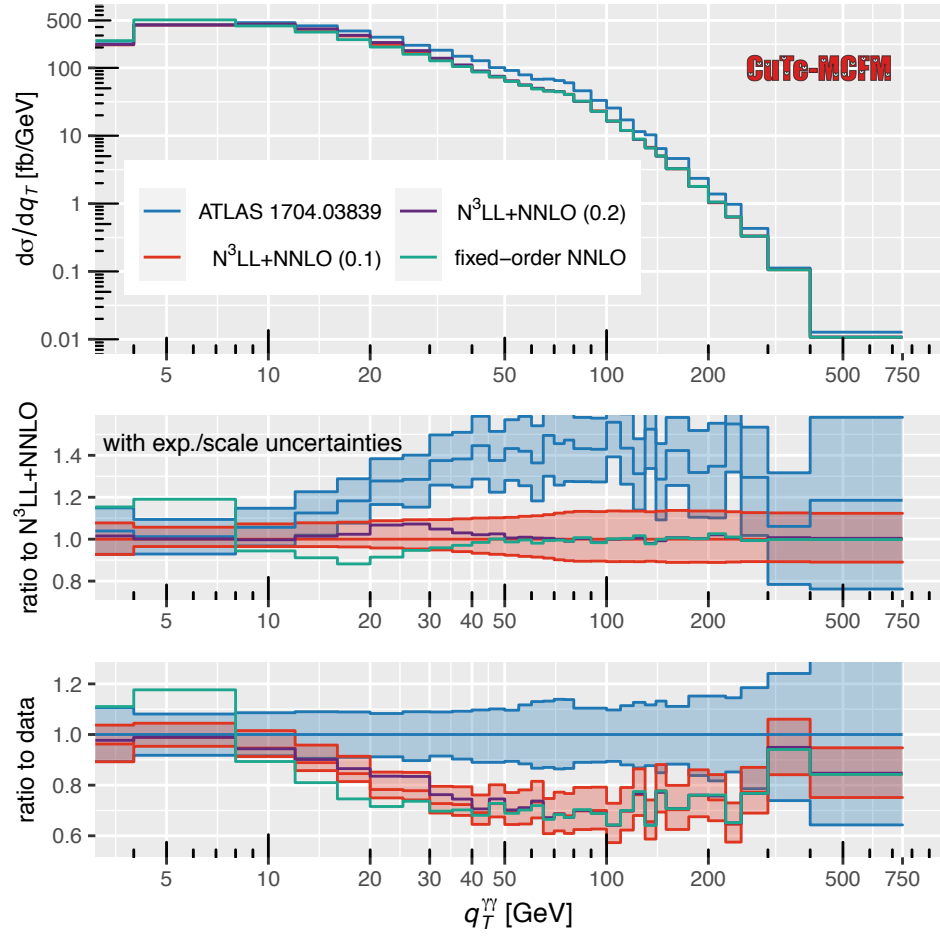 500
100
10
1
0.1
0.01
dσ/dq_T [fb/GeV]
CuTe-MCFM
ATLAS 1704.03839
N³LL+NNLO (0.1)
N³LL+NNLO (0.2)
fixed−order NNLO
5 10 20 50 100 200 500 750
ratio to N³LL+NNLO
with exp./scale uncertainties
1.4
1.2
1.0
0.8
5 10 20 30 40 50 100 200 500 750
ratio to data
1.2
1.0
0.8
0.6
5 10 20 30 40 50 100 200 500 750
q_T^γγ [GeV]